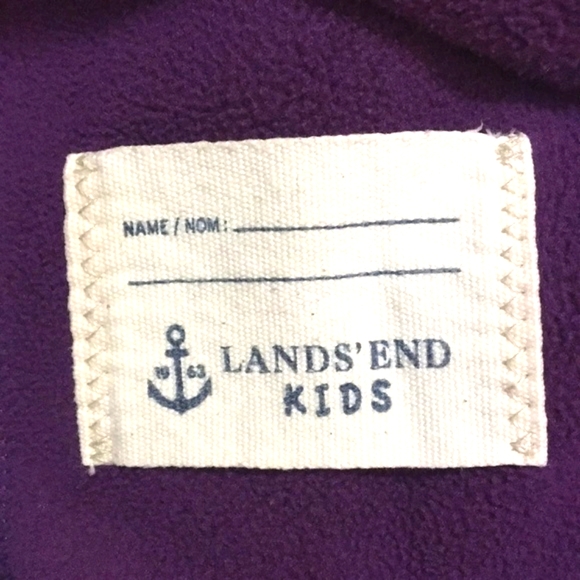 NAME / NOM:
19 63
LANDS' END
KIDS